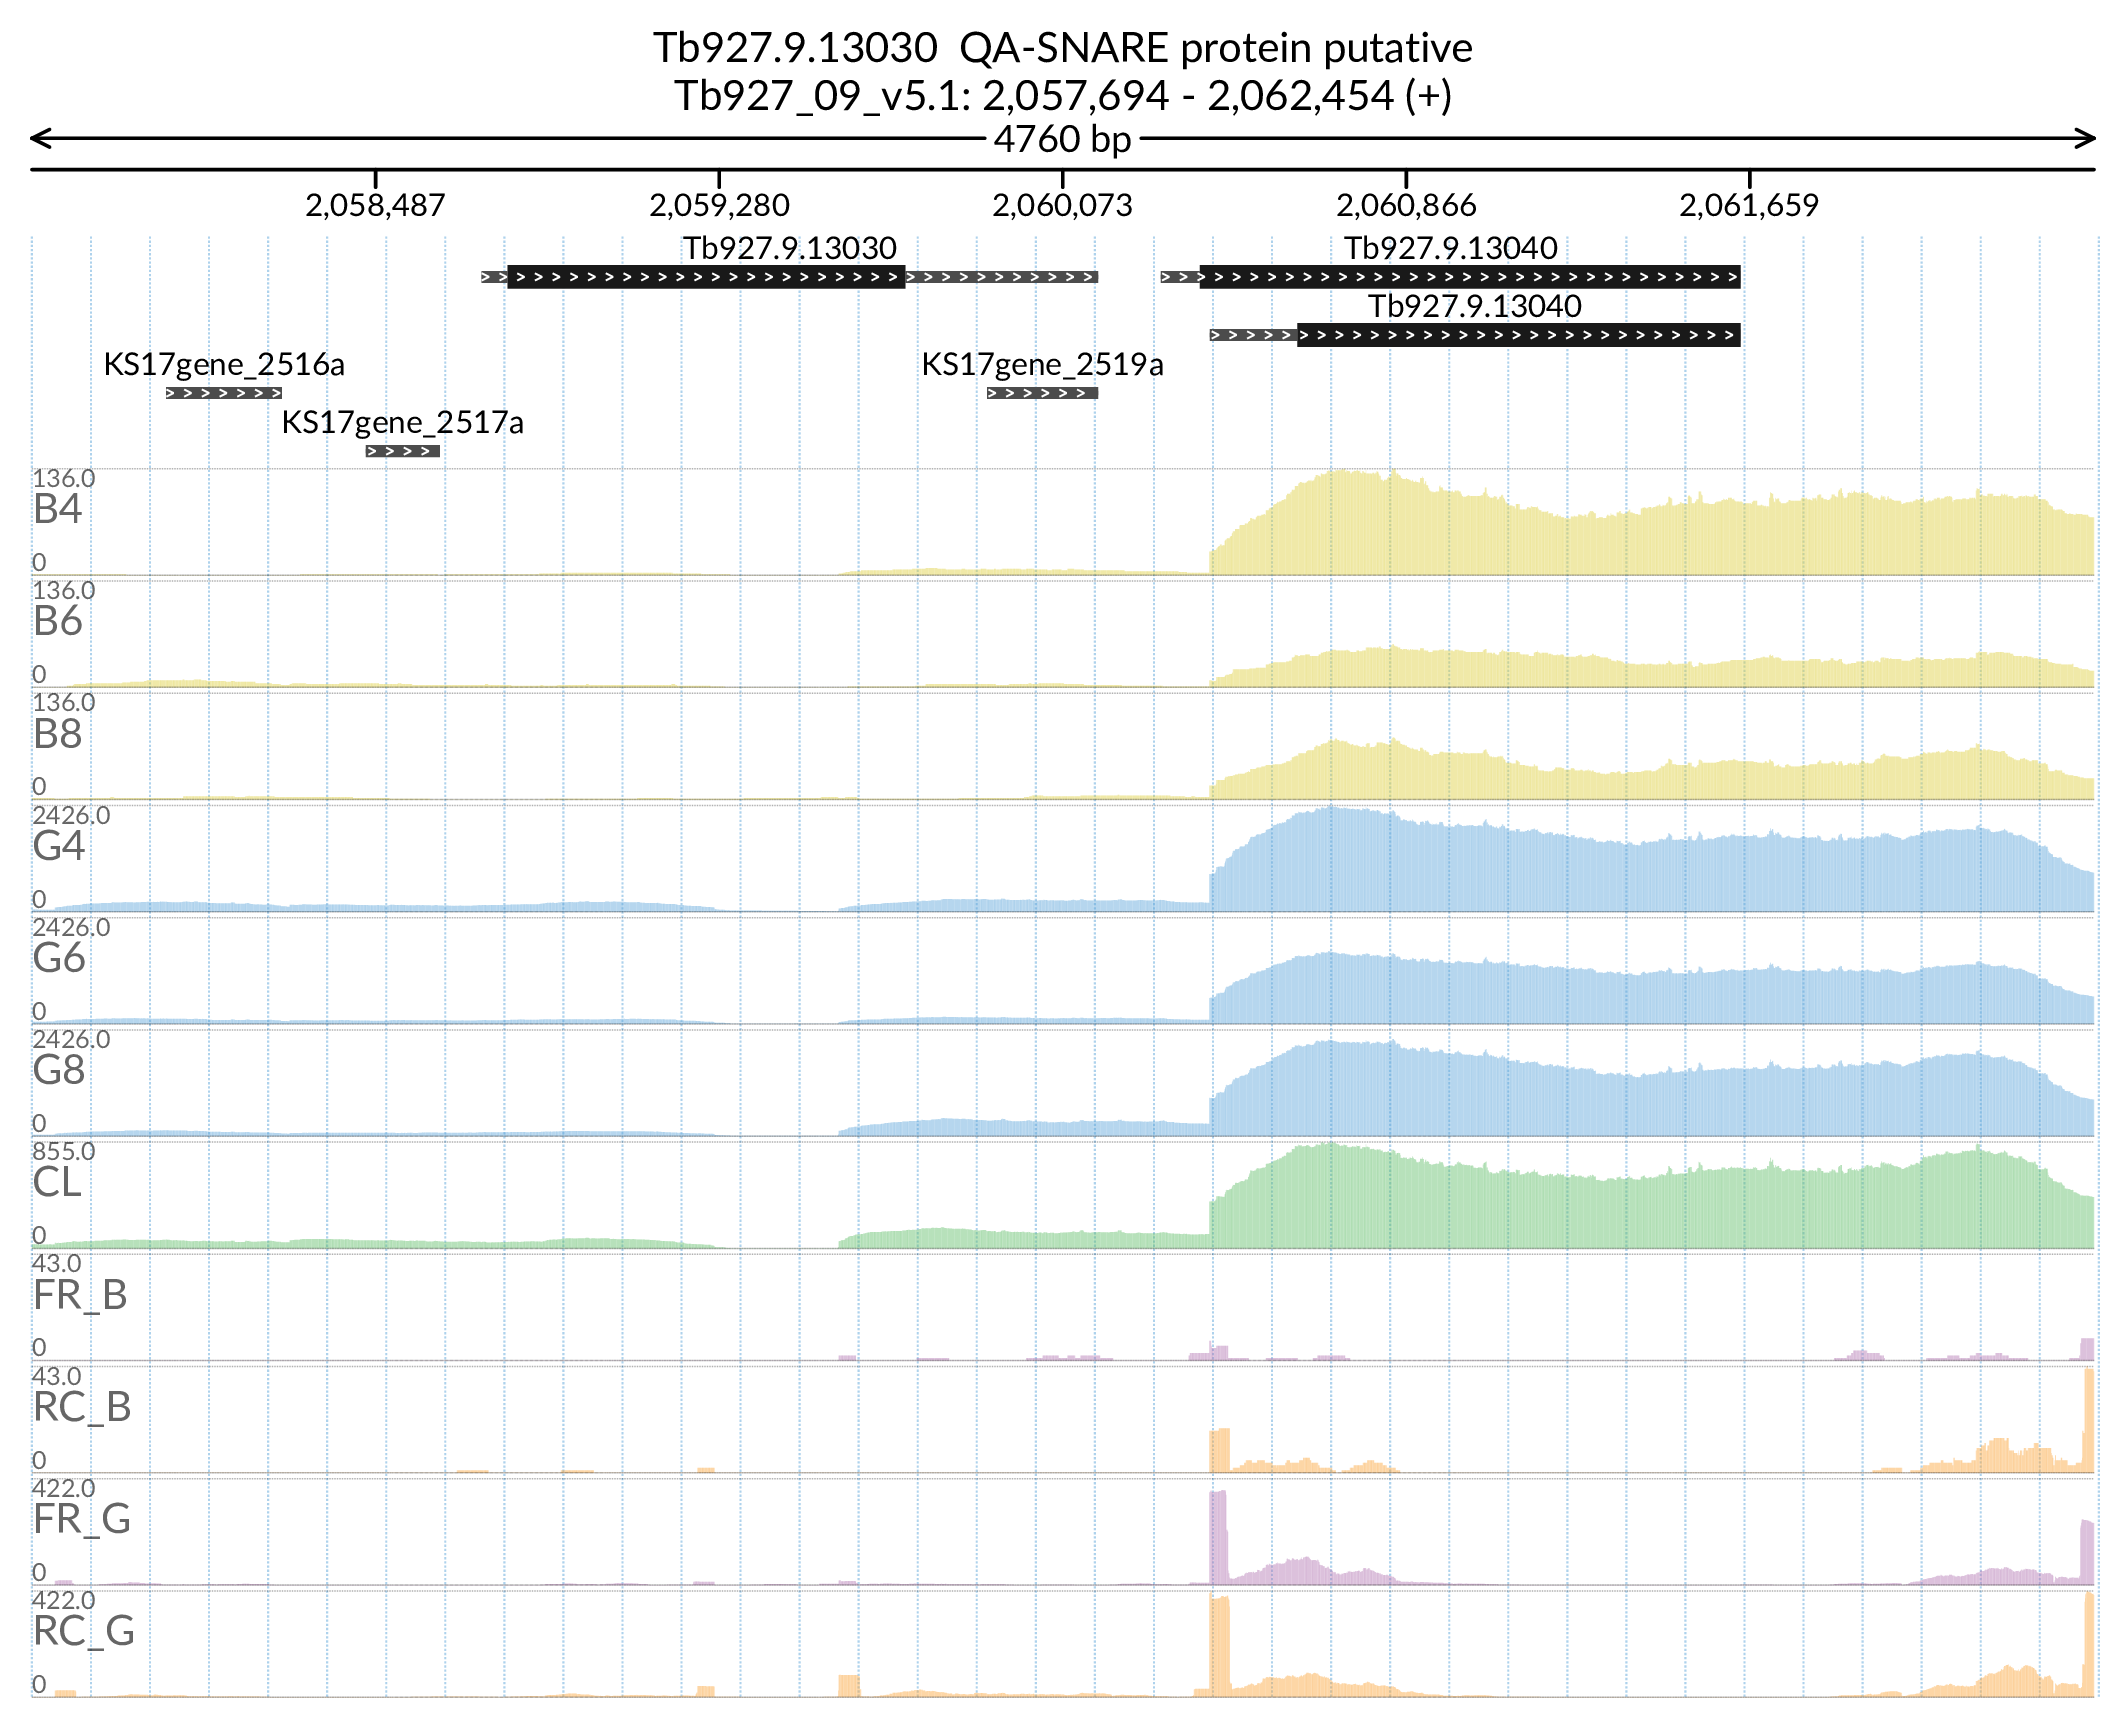 Tb927.9.13030  QA-SNARE protein putative
Tb927_09_v5.1: 2,057,694 - 2,062,454 (+)
4760 bp
2,058,487 2,059,280 2,060,073 2,060,866 2,061,659
Tb927.9.13030 Tb927.9.13040
Tb927.9.13040
KS17gene_2516a KS17gene_2519a
KS17gene_2517a
136.0
B4
0
136.0
B6
0
136.0
B8
0
2426.0
G4
0
2426.0
G6
0
2426.0
G8
0
855.0
CL
0
43.0
FR_B
0
43.0
RC_B
0
422.0
FR_G
0
422.0
RC_G
0